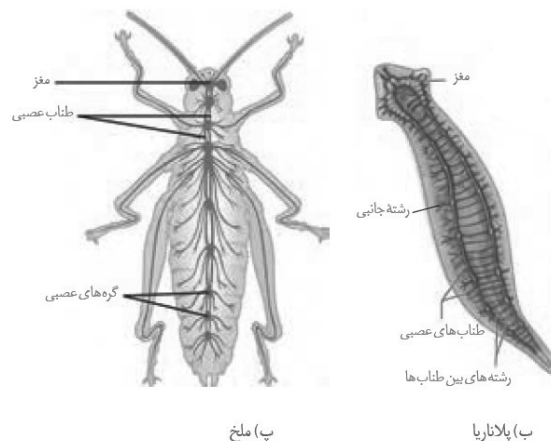 مغز
رشتهٔ جانبی
طناب‌های عصبی
رشته‌های بین طناب‌ها
ب) پلاناریا
مغز
طناب عصبی
گره‌های عصبی
پ) ملخ